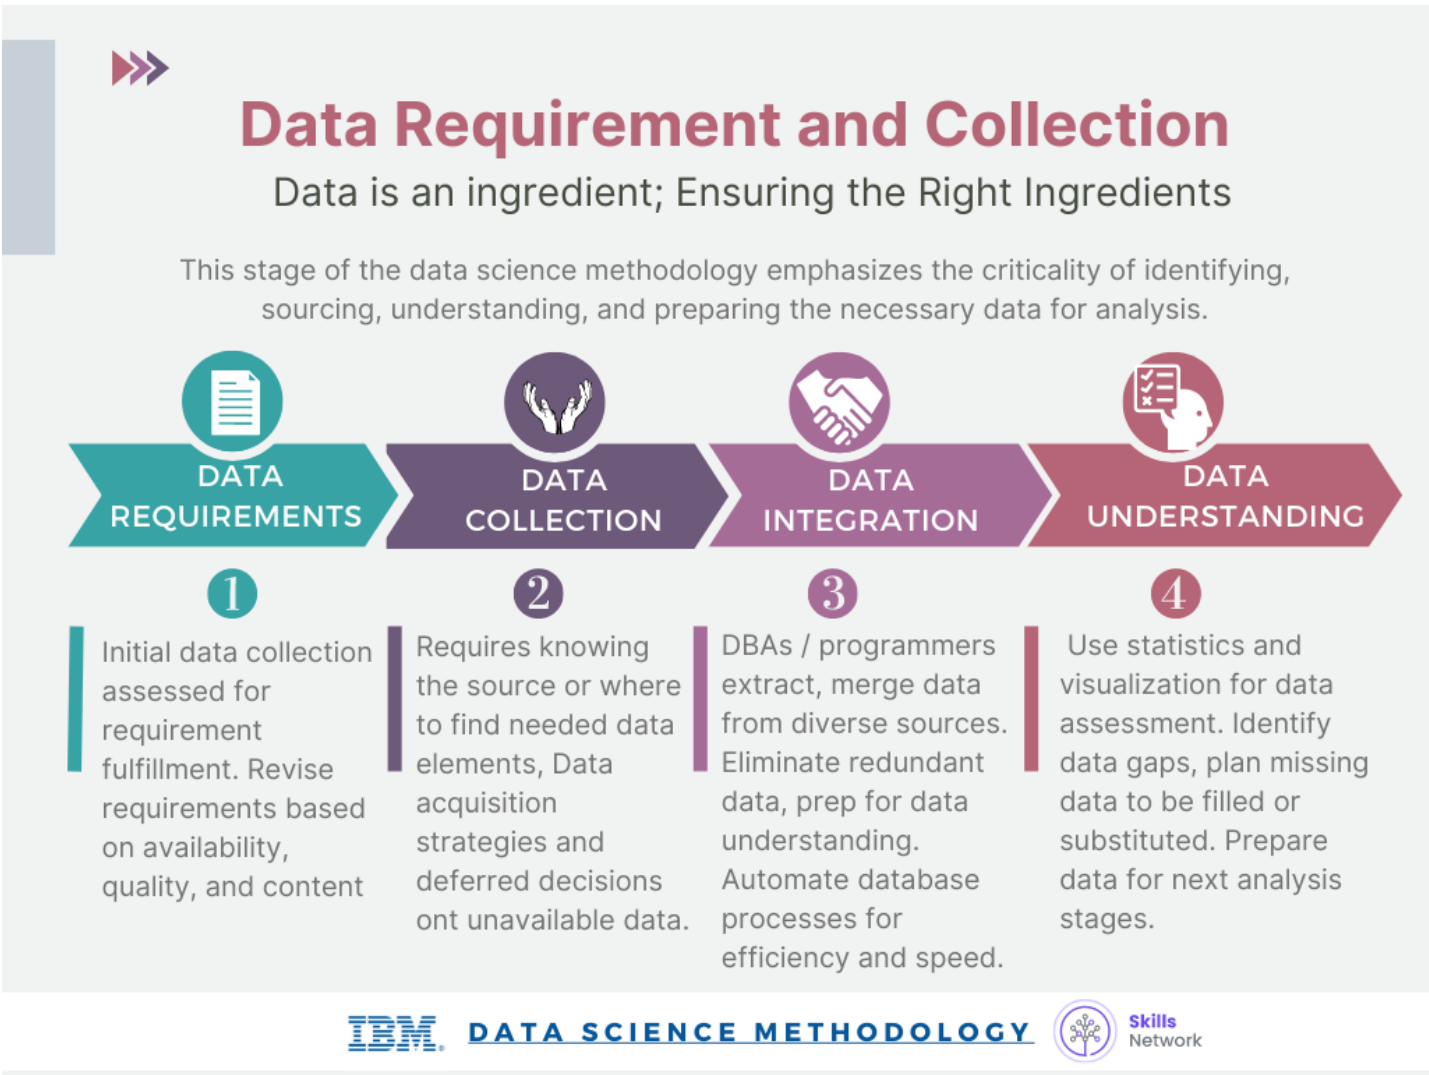 Data Requirement and Collection
Data is an ingredient; Ensuring the Right Ingredients
This stage of the data science methodology emphasizes the criticality of identifying,
sourcing, understanding, and preparing the necessary data for analysis.
DATA
REQUIREMENTS
DATA
COLLECTION
DATA
INTEGRATION
DATA
UNDERSTANDING
1
Initial data collection
assessed for
requirement
fulfillment. Revise
requirements based
on availability,
quality, and content
2
Requires knowing
the source or where
to find needed data
elements, Data
acquisition
strategies and
deferred decisions
ont unavailable data.
3
DBAs / programmers
extract, merge data
from diverse sources.
Eliminate redundant
data, prep for data
understanding.
Automate database
processes for
efficiency and speed.
4
Use statistics and
visualization for data
assessment. Identify
data gaps, plan missing
data to be filled or
substituted. Prepare
data for next analysis
stages.
IBM®
DATA SCIENCE METHODOLOGY
Skills
Network